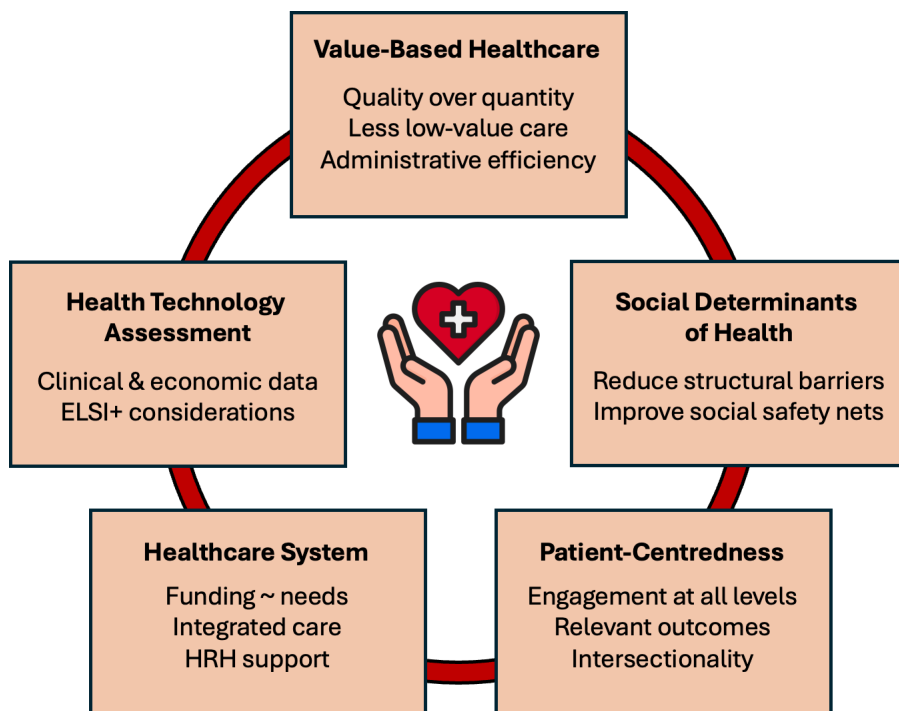 Value-Based Healthcare
Quality over quantity
Less low-value care
Administrative efficiency
Health Technology
Assessment
Clinical & economic data
ELSI+ considerations
Social Determinants
of Health
Reduce structural barriers
Improve social safety nets
Healthcare System
Funding ~ needs
Integrated care
HRH support
Patient-Centredness
Engagement at all levels
Relevant outcomes
Intersectionality